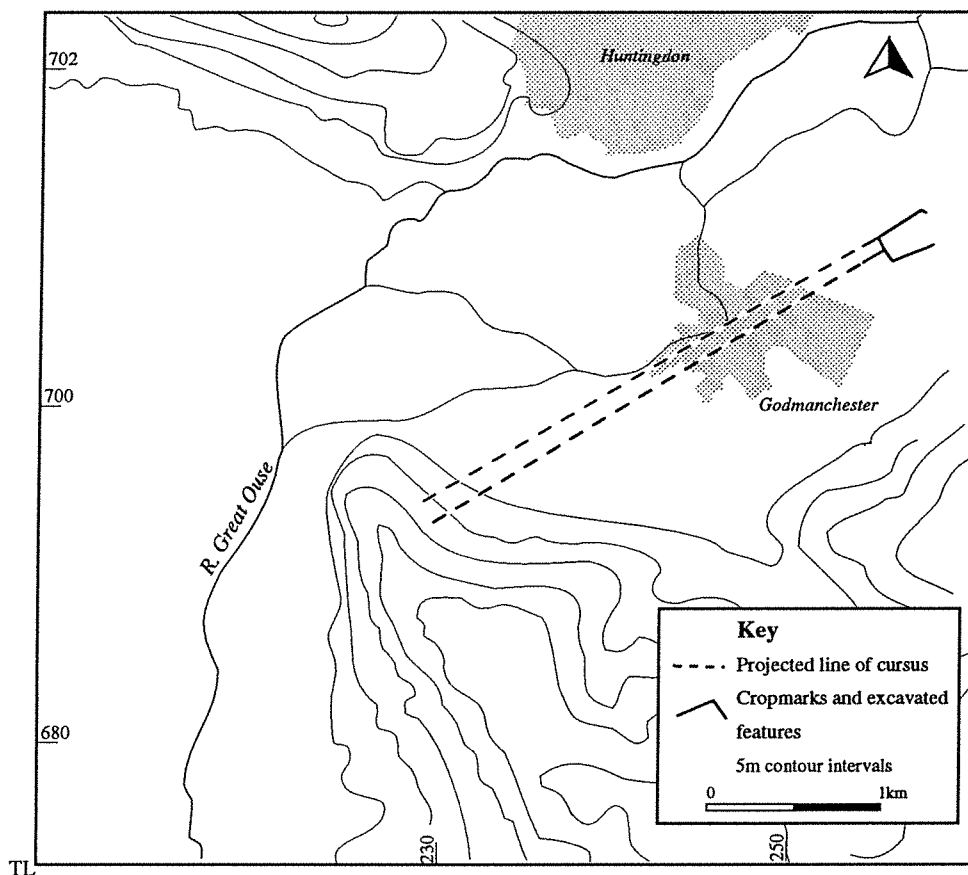 702
Huntingdon
700
Godmanchester
R. Great Ouse
680
Key
Projected line of cursus
Cropmarks and excavated
features
5m contour intervals
0 1km
230
250
TL